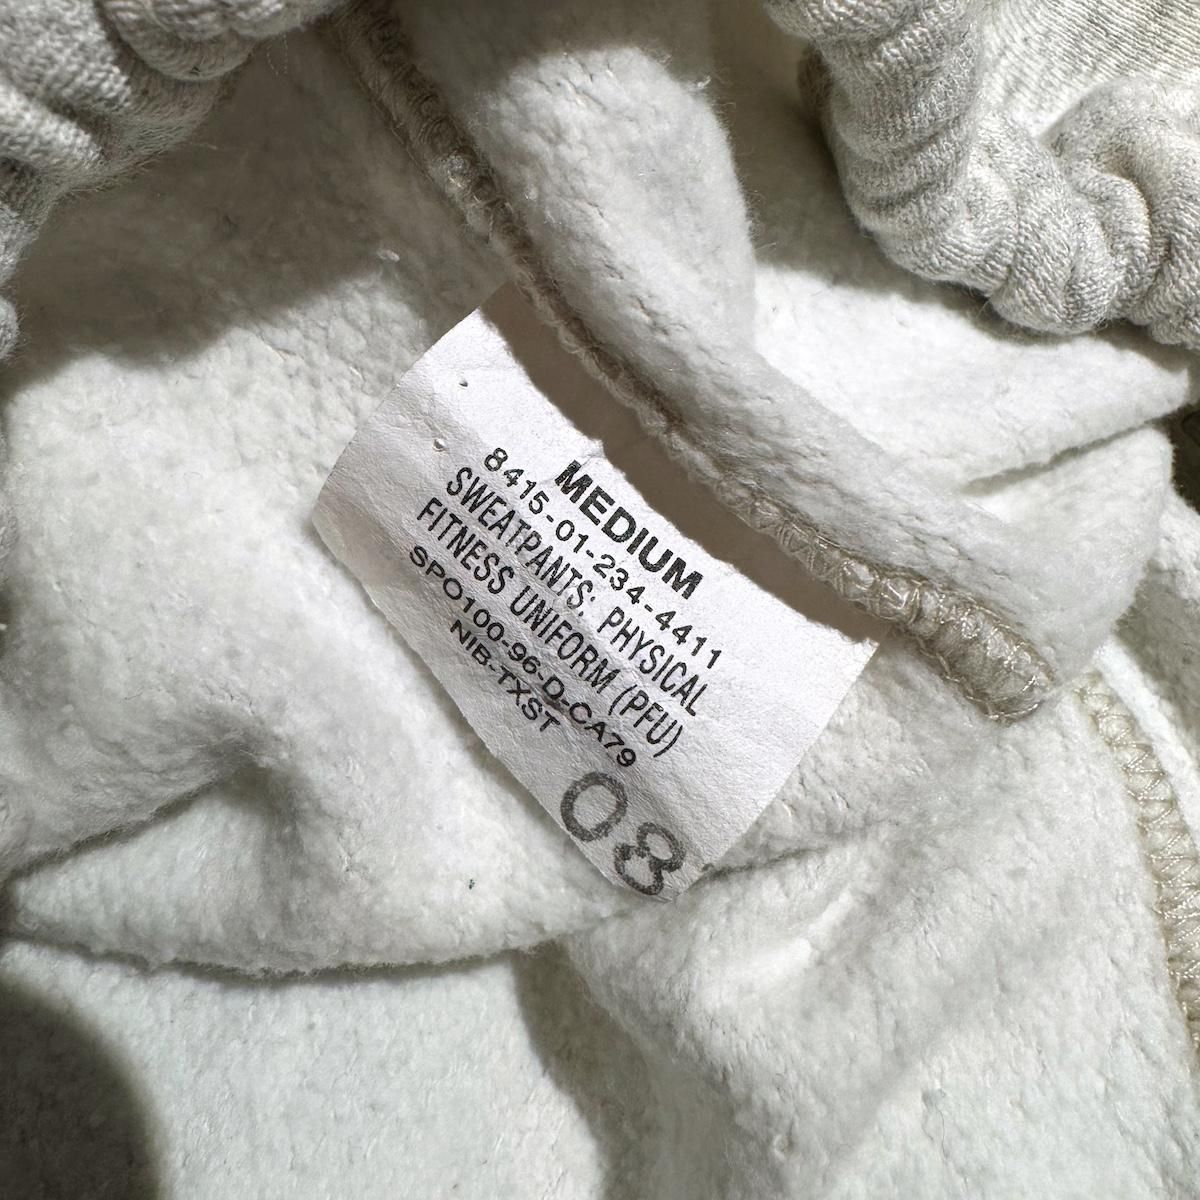 MEDIUM
8415-01-234-4411
SWEATPANTS: PHYSICAL
FITNESS UNIFORM (PFU)
SPO100-96-D-CA79
NIB-TXST
08